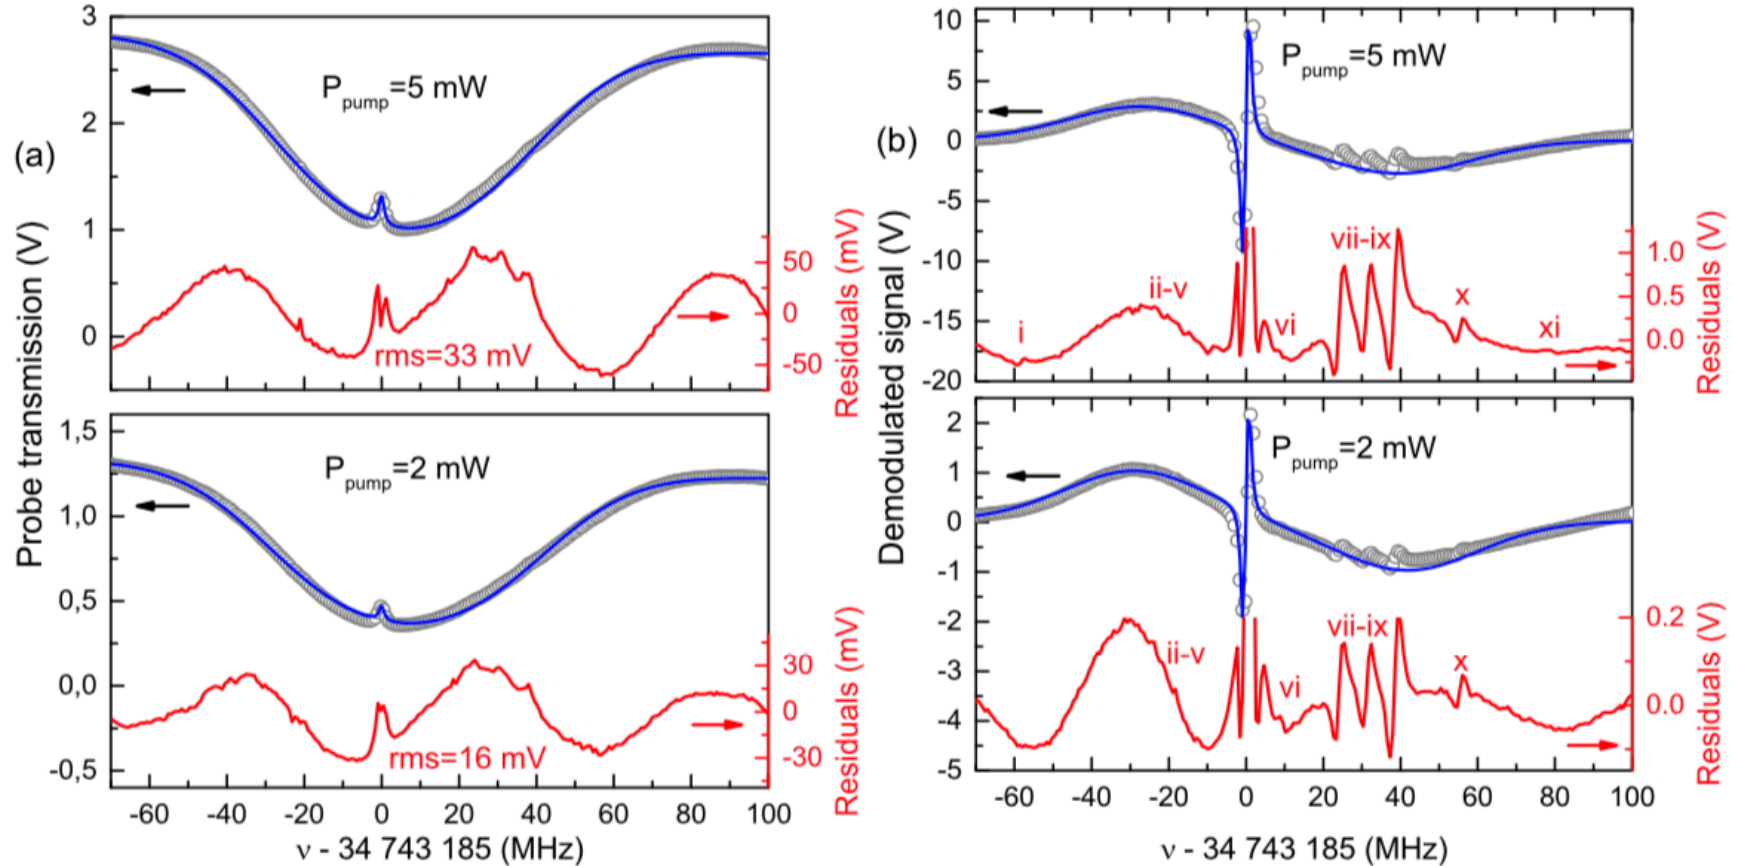 (a)
Probe transmission (V)
3
2
1
0
P_pump=5 mW
rms=33 mV
50
0
-50
Residuals (mV)
1,5
1,0
0,5
0,0
-0,5
P_pump=2 mW
rms=16 mV
30
0
-30
Residuals (mV)
-60 -40 -20 0 20 40 60 80 100
ν - 34 743 185 (MHz)
(b)
Demodulated signal (V)
10
5
0
-5
-10
-15
-20
P_pump=5 mW
i
ii-v
vi
vii-ix
x
xi
1.0
0.5
0.0
Residuals (V)
2
1
0
-1
-2
-3
-4
-5
P_pump=2 mW
ii-v
vi
vii-ix
x
0.2
0.0
Residuals (V)
-60 -40 -20 0 20 40 60 80 100
ν - 34 743 185 (MHz)